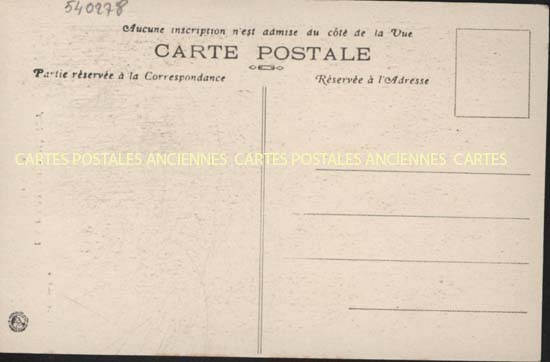 540278
Aucune inscription n'est admise du côté de la Vue
CARTE POSTALE
Partie réservée à la Correspondance
Réservée à l'Adresse
CARTES POSTALES ANCIENNES CARTES POSTALES ANCIENNES CARTES